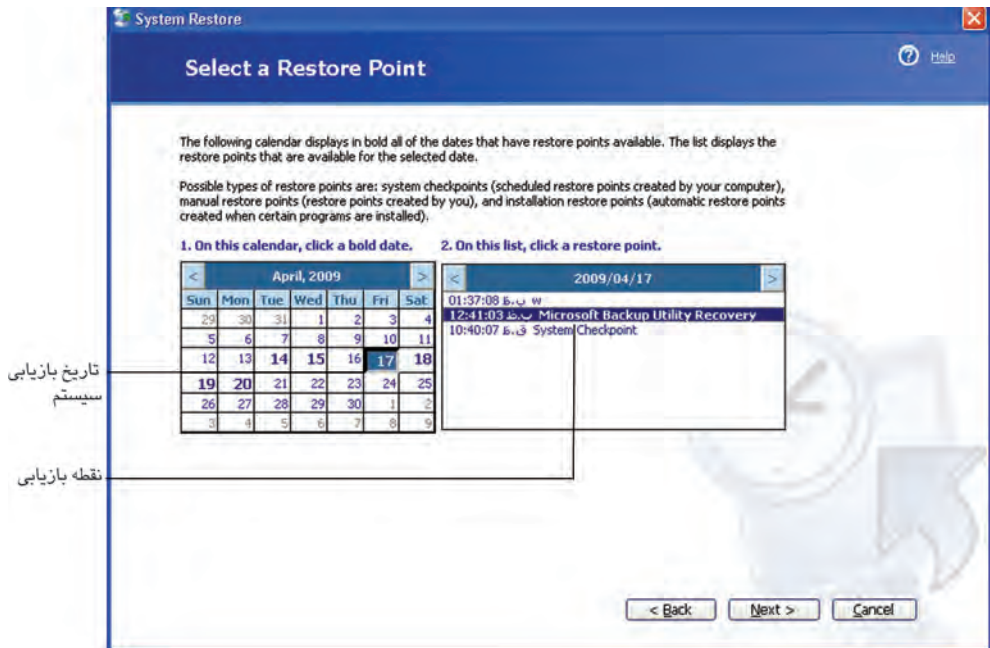 System Restore
Select a Restore Point
Help
The following calendar displays in bold all of the dates that have restore points available. The list displays the
restore points that are available for the selected date.
Possible types of restore points are: system checkpoints (scheduled restore points created by your computer),
manual restore points (restore points created by you), and installation restore points (automatic restore points
created when certain programs are installed).
1. On this calendar, click a bold date.
2. On this list, click a restore point.
< April, 2009 >
Sun Mon Tue Wed Thu Fri Sat
29 30 31 1 2 3 4
5 6 7 8 9 10 11
12 13 14 15 16 17 18
19 20 21 22 23 24 25
26 27 28 29 30 1 2
3 4 5 6 7 8 9
< 2009/04/17 >
01:37:08 ب.ظ w
12:41:03 ب.ظ Microsoft Backup Utility Recovery
10:40:07 ق.ظ System Checkpoint
تاریخ بازیابی
سیستم
نقطه بازیابی
< Back
Next >
Cancel